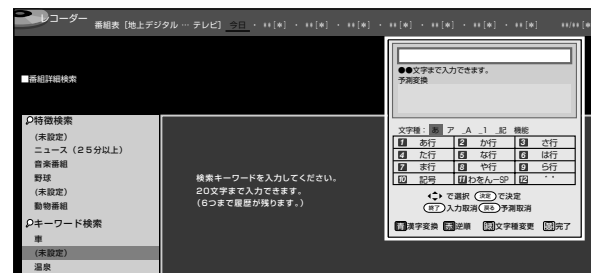 レコーダー 番組表 [地上デジタル … テレビ] 今日 ・ **[*] ・ **[*] ・ **[*] ・ **[*] ・ **[*] ・ **[*] **/**[*
■番組詳細検索
特徴検索
(未設定)
ニュース (25分以上)
音楽番組
野球
(未設定)
動物番組
キーワード検索
車
(未設定)
温泉
検索キーワードを入力してください。
20文字まで入力できます。
(6つまで履歴が残ります。)
●●文字まで入力できます。
予測変換
文字種: あ ア _A _1 _記 機能
1 あ行 2 か行 3 さ行
4 た行 5 な行 6 は行
7 ま行 8 や行 9 ら行
10 記号 11 わをん-SP 12 ゛゜
で選択 決定 で決定
終了 入力取消 戻る 予測取消
青 漢字変換 赤 逆順 文字種変更 完了